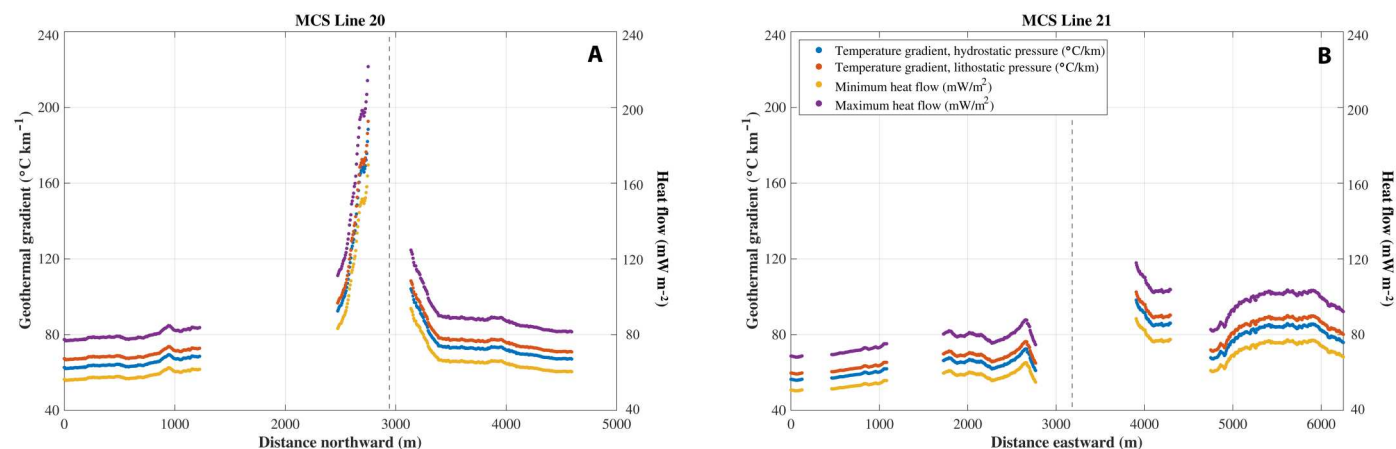 MCS Line 20
A
240
200
160
120
80
40
Geothermal gradient (°C km⁻¹)
240
200
160
120
80
40
Heat flow (mW m⁻²)
0 1000 2000 3000 4000 5000
Distance northward (m)
MCS Line 21
B
Temperature gradient, hydrostatic pressure (°C/km)
Temperature gradient, lithostatic pressure (°C/km)
Minimum heat flow (mW/m²)
Maximum heat flow (mW/m²)
240
200
160
120
80
40
Geothermal gradient (°C km⁻¹)
240
200
160
120
80
40
Heat flow (mW m⁻²)
0 1000 2000 3000 4000 5000 6000
Distance eastward (m)